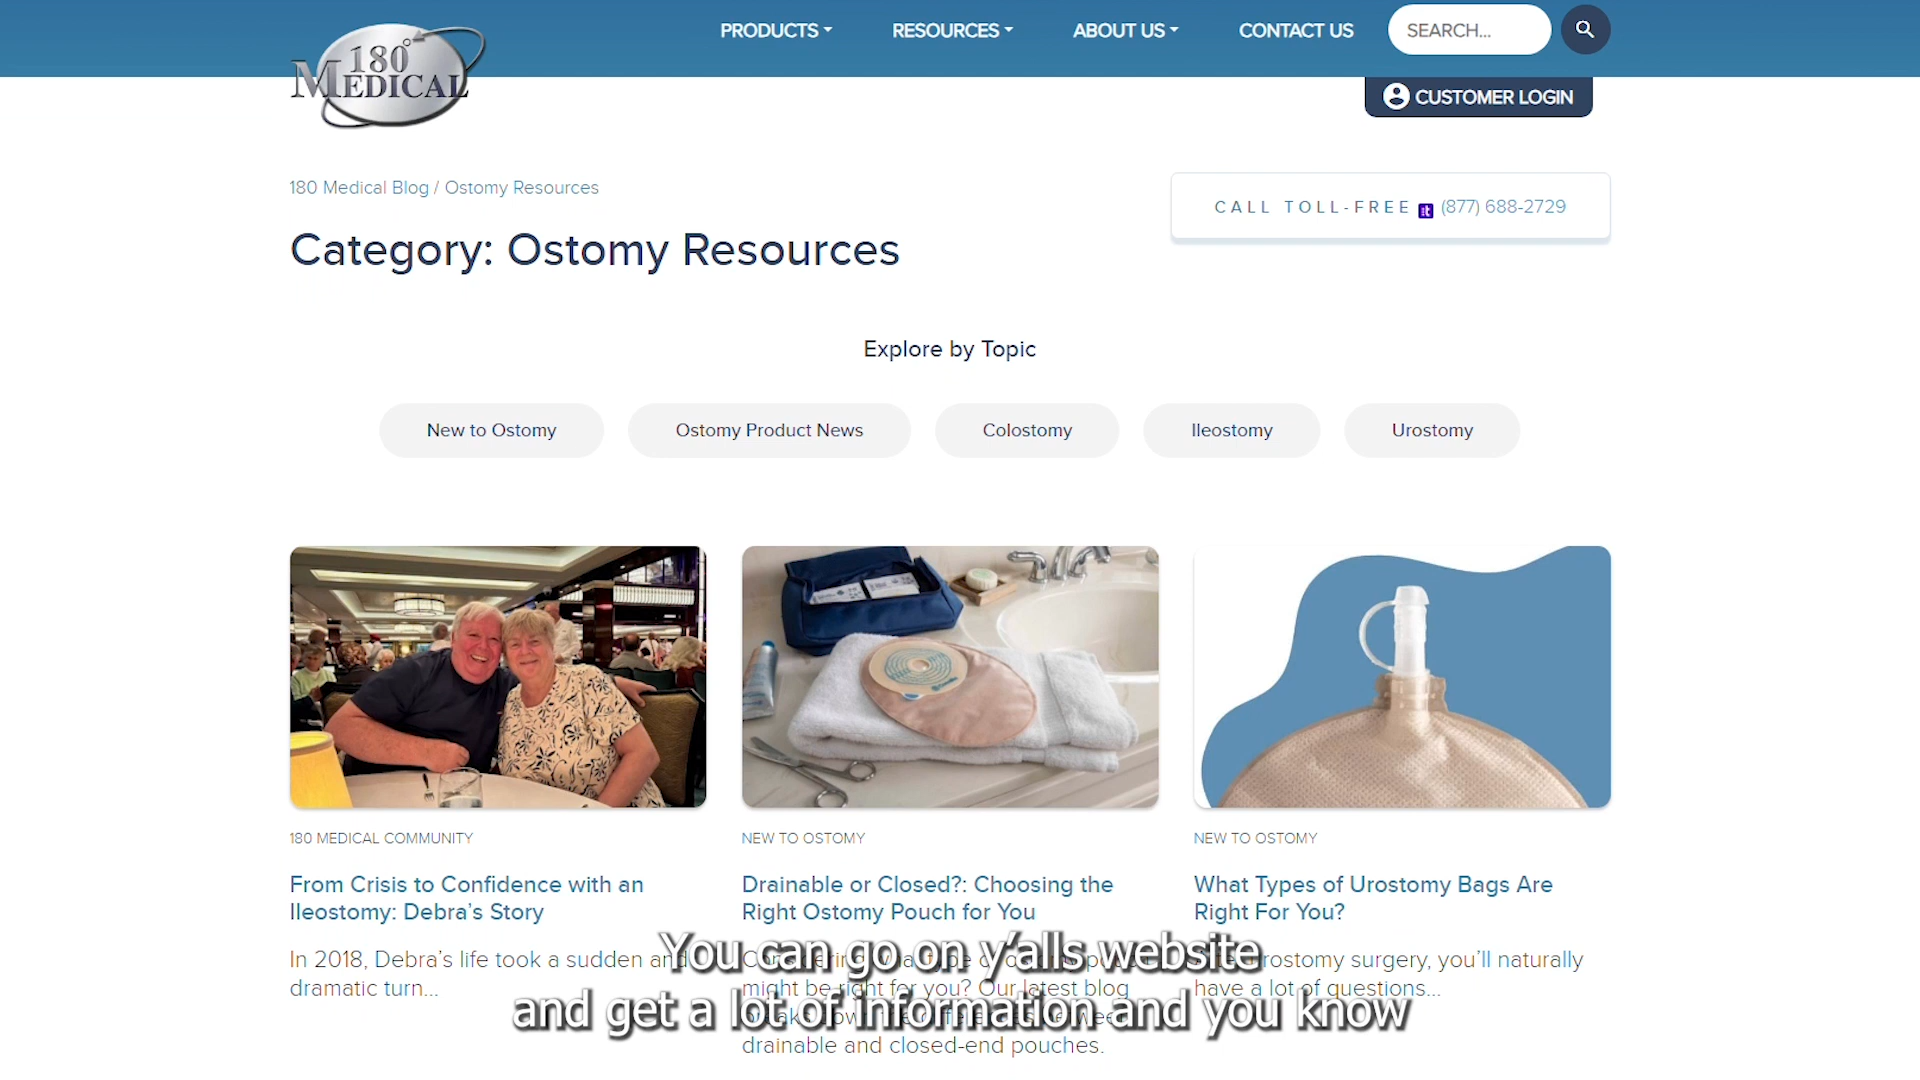 PRODUCTS
RESOURCES
ABOUT US
CONTACT US
SEARCH...
180°
MEDICAL
CUSTOMER LOGIN
180 Medical Blog / Ostomy Resources
CALL TOLL-FREE (877) 688-2729
Category: Ostomy Resources
Explore by Topic
New to Ostomy
Ostomy Product News
Colostomy
Ileostomy
Urostomy
180 MEDICAL COMMUNITY
From Crisis to Confidence with an
Ileostomy: Debra's Story
In 2018, Debra's life took a sudden and
dramatic turn...
NEW TO OSTOMY
Drainable or Closed?: Choosing the
Right Ostomy Pouch for You
might be right for you? Our latest blog
drainable and closed-end pouches.
NEW TO OSTOMY
What Types of Urostomy Bags Are
Right For You?
urostomy surgery, you'll naturally
have a lot of questions...
You can go on y'alls website
and get a lot of information and you know